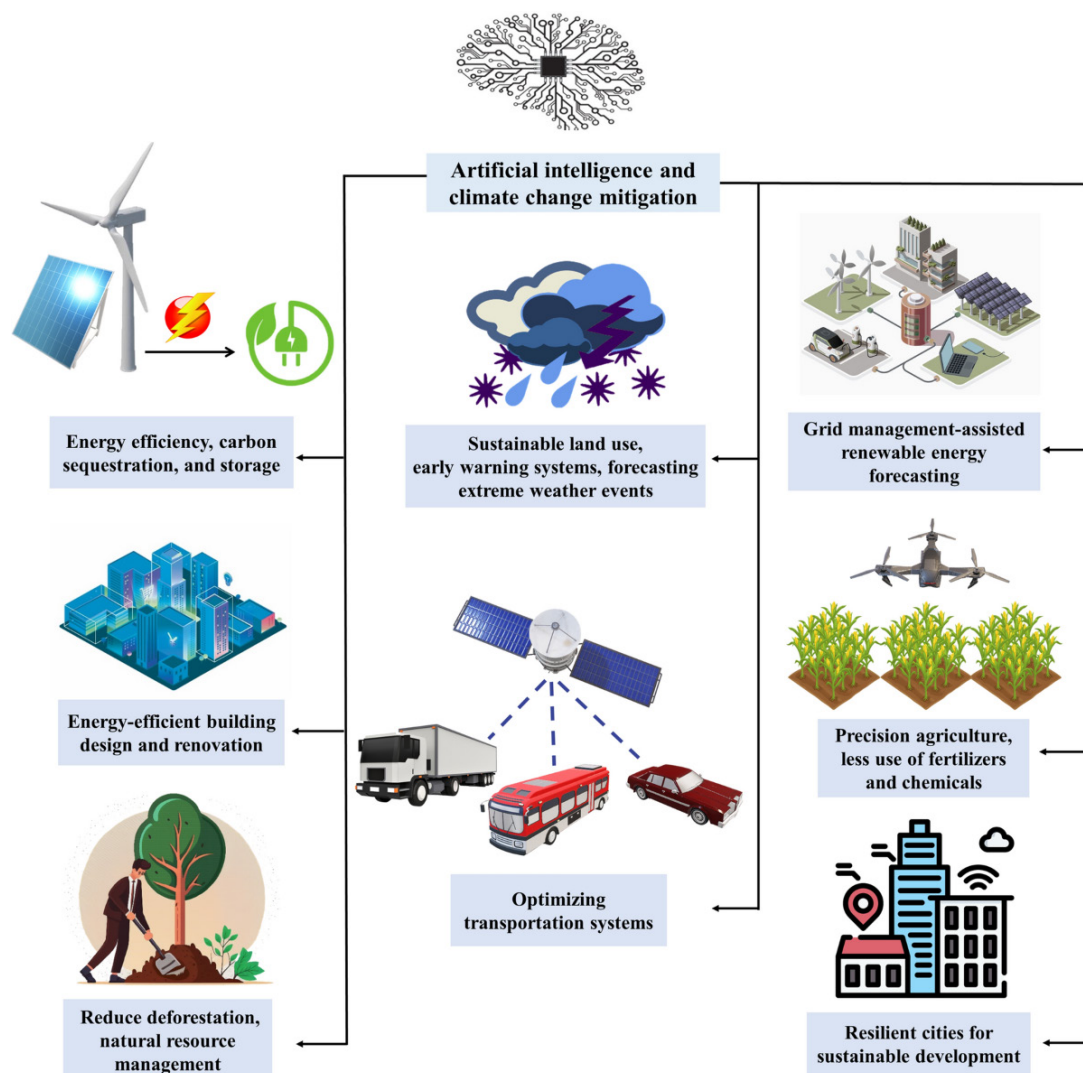 Artificial intelligence and
climate change mitigation
Energy efficiency, carbon
sequestration, and storage
Sustainable land use,
early warning systems, forecasting
extreme weather events
Grid management-assisted
renewable energy
forecasting
Energy-efficient building
design and renovation
Precision agriculture,
less use of fertilizers
and chemicals
Optimizing
transportation systems
Reduce deforestation,
natural resource
management
Resilient cities for
sustainable development